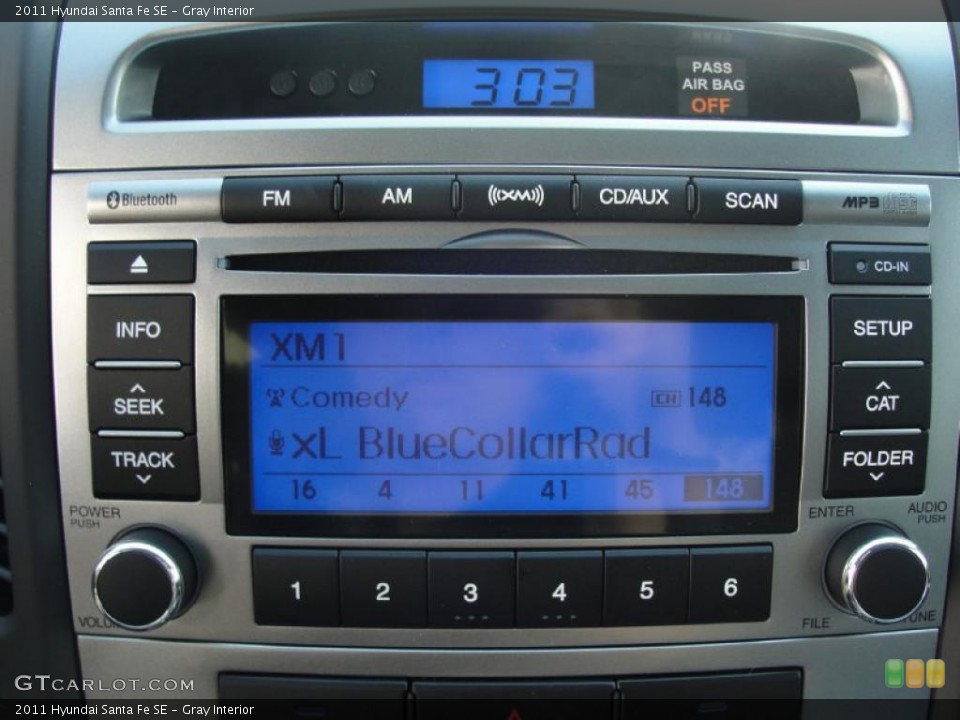 2011 Hyundai Santa Fe SE - Gray Interior
303
PASS
AIR BAG
OFF
Bluetooth
FM
AM
((XM))
CD/AUX
SCAN
MP3
CD-IN
INFO
SETUP
XM1
SEEK
CAT
Comedy
CH 148
xL BlueCollarRad
TRACK
FOLDER
16 4 11 41 45 148
POWER
PUSH
ENTER
AUDIO
PUSH
1 2 3 4 5 6
FILE
GTCARLOT.COM
2011 Hyundai Santa Fe SE - Gray Interior